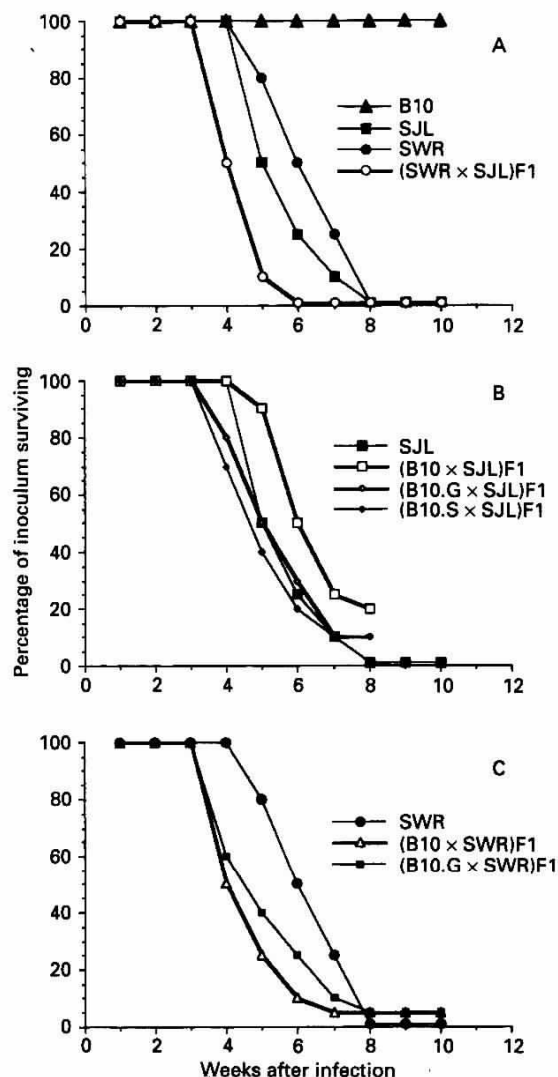 100
80
60
40
20
0
0 2 4 6 8 10 12
A
B10
SJL
SWR
(SWR × SJL)F1
Percentage of inoculum surviving
100
80
60
40
20
0
0 2 4 6 8 10 12
B
SJL
(B10 × SJL)F1
(B10.G × SJL)F1
(B10.S × SJL)F1
100
80
60
40
20
0
0 2 4 6 8 10 12
C
SWR
(B10 × SWR)F1
(B10.G × SWR)F1
Weeks after infection